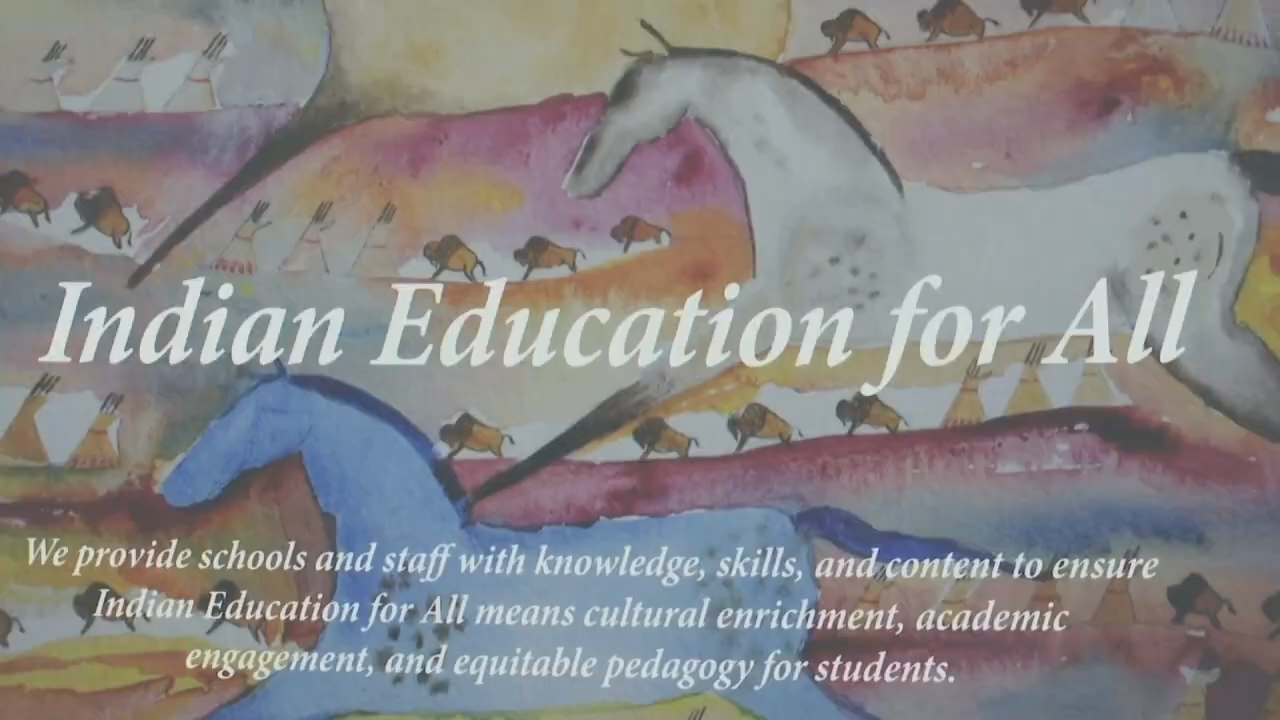 Indian Education for All
We provide schools and staff with knowledge, skills, and content to ensure
Indian Education for All means cultural enrichment, academic
engagement, and equitable pedagogy for students.